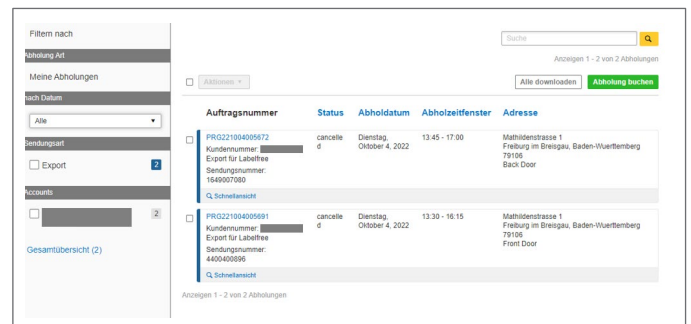 Filtern nach
Abholung Art
Meine Abholungen
nach Datum
Alle
Sendungsart
Export 2
Accounts
2
Gesamtübersicht (2)
Suche
Anzeigen 1 - 2 von 2 Abholungen
Aktionen
Alle downloaden
Abholung buchen
Auftragsnummer Status Abholdatum Abholzeitfenster Adresse
PRG221004005672 cancelle Dienstag, 13:45 - 17:00 Mathildenstrasse 1
Kundennummer: d Oktober 4, 2022 Freiburg im Breisgau, Baden-Wuerttemberg
Export für Labelfree 79106
Sendungsnummer: Back Door
1649007080
Schnellansicht
PRG221004005691 cancelle Dienstag, 13:30 - 16:15 Mathildenstrasse 1
Kundennummer: d Oktober 4, 2022 Freiburg im Breisgau, Baden-Wuerttemberg
Export für Labelfree 79106
Sendungsnummer: Front Door
4400400896
Schnellansicht
Anzeigen 1 - 2 von 2 Abholungen